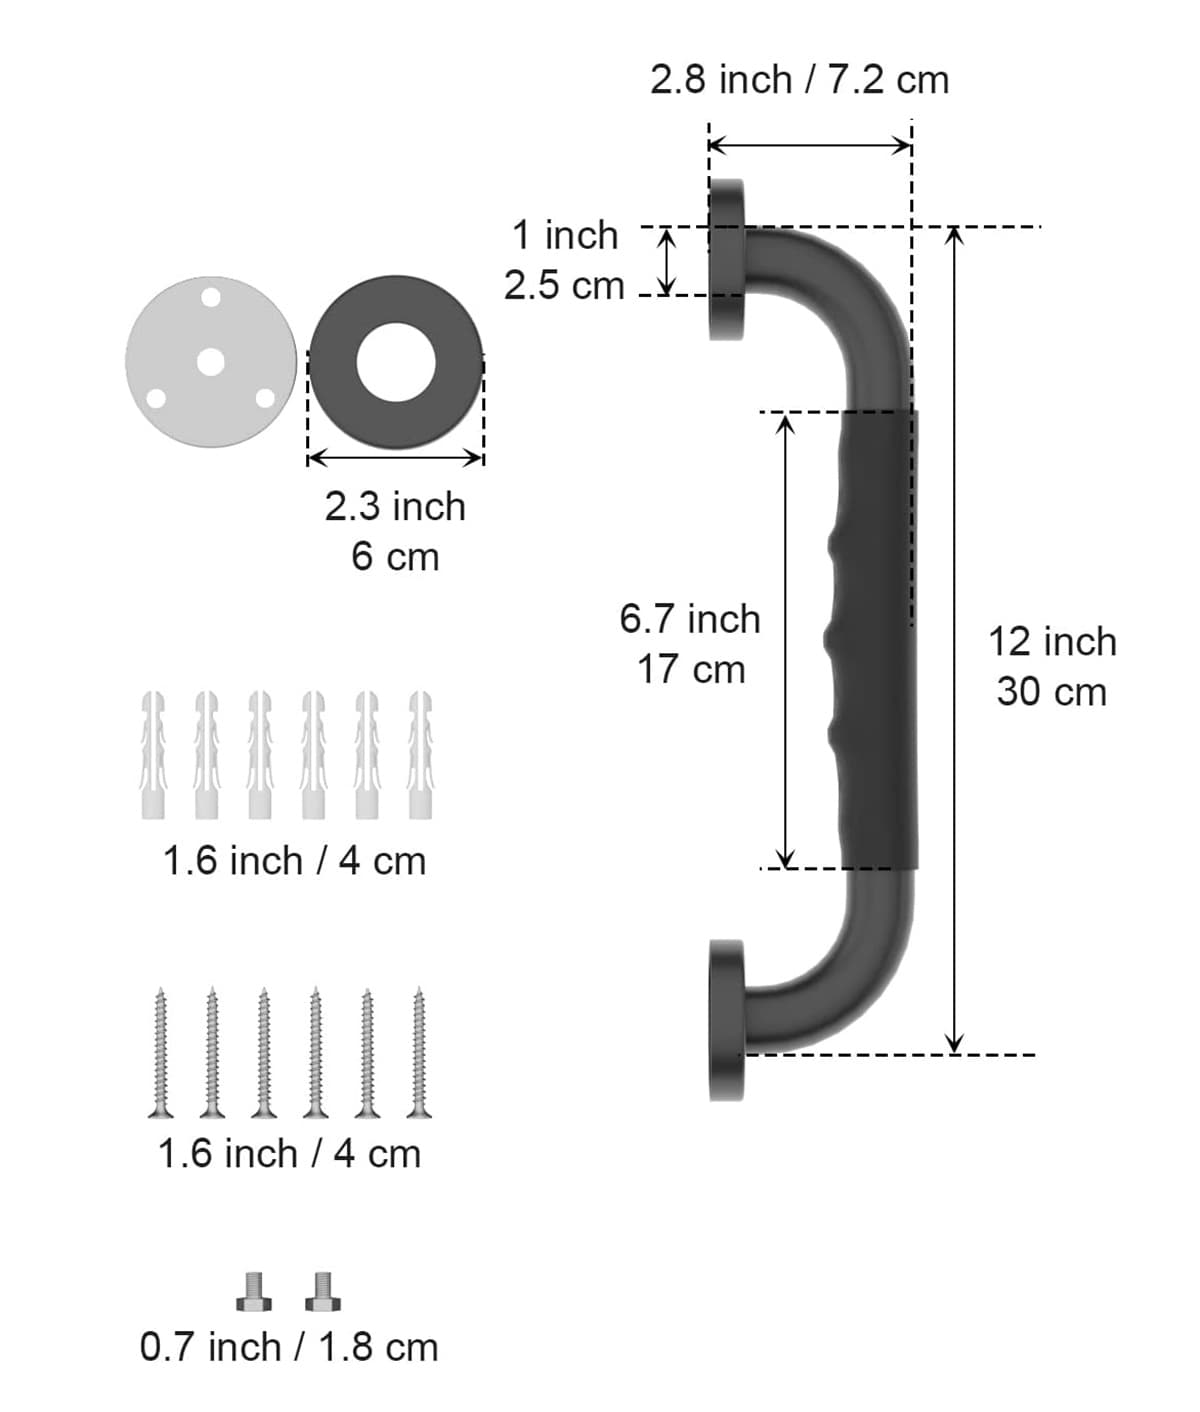 2.8 inch / 7.2 cm
1 inch
2.5 cm
2.3 inch
6 cm
6.7 inch
17 cm
12 inch
30 cm
1.6 inch / 4 cm
1.6 inch / 4 cm
0.7 inch / 1.8 cm